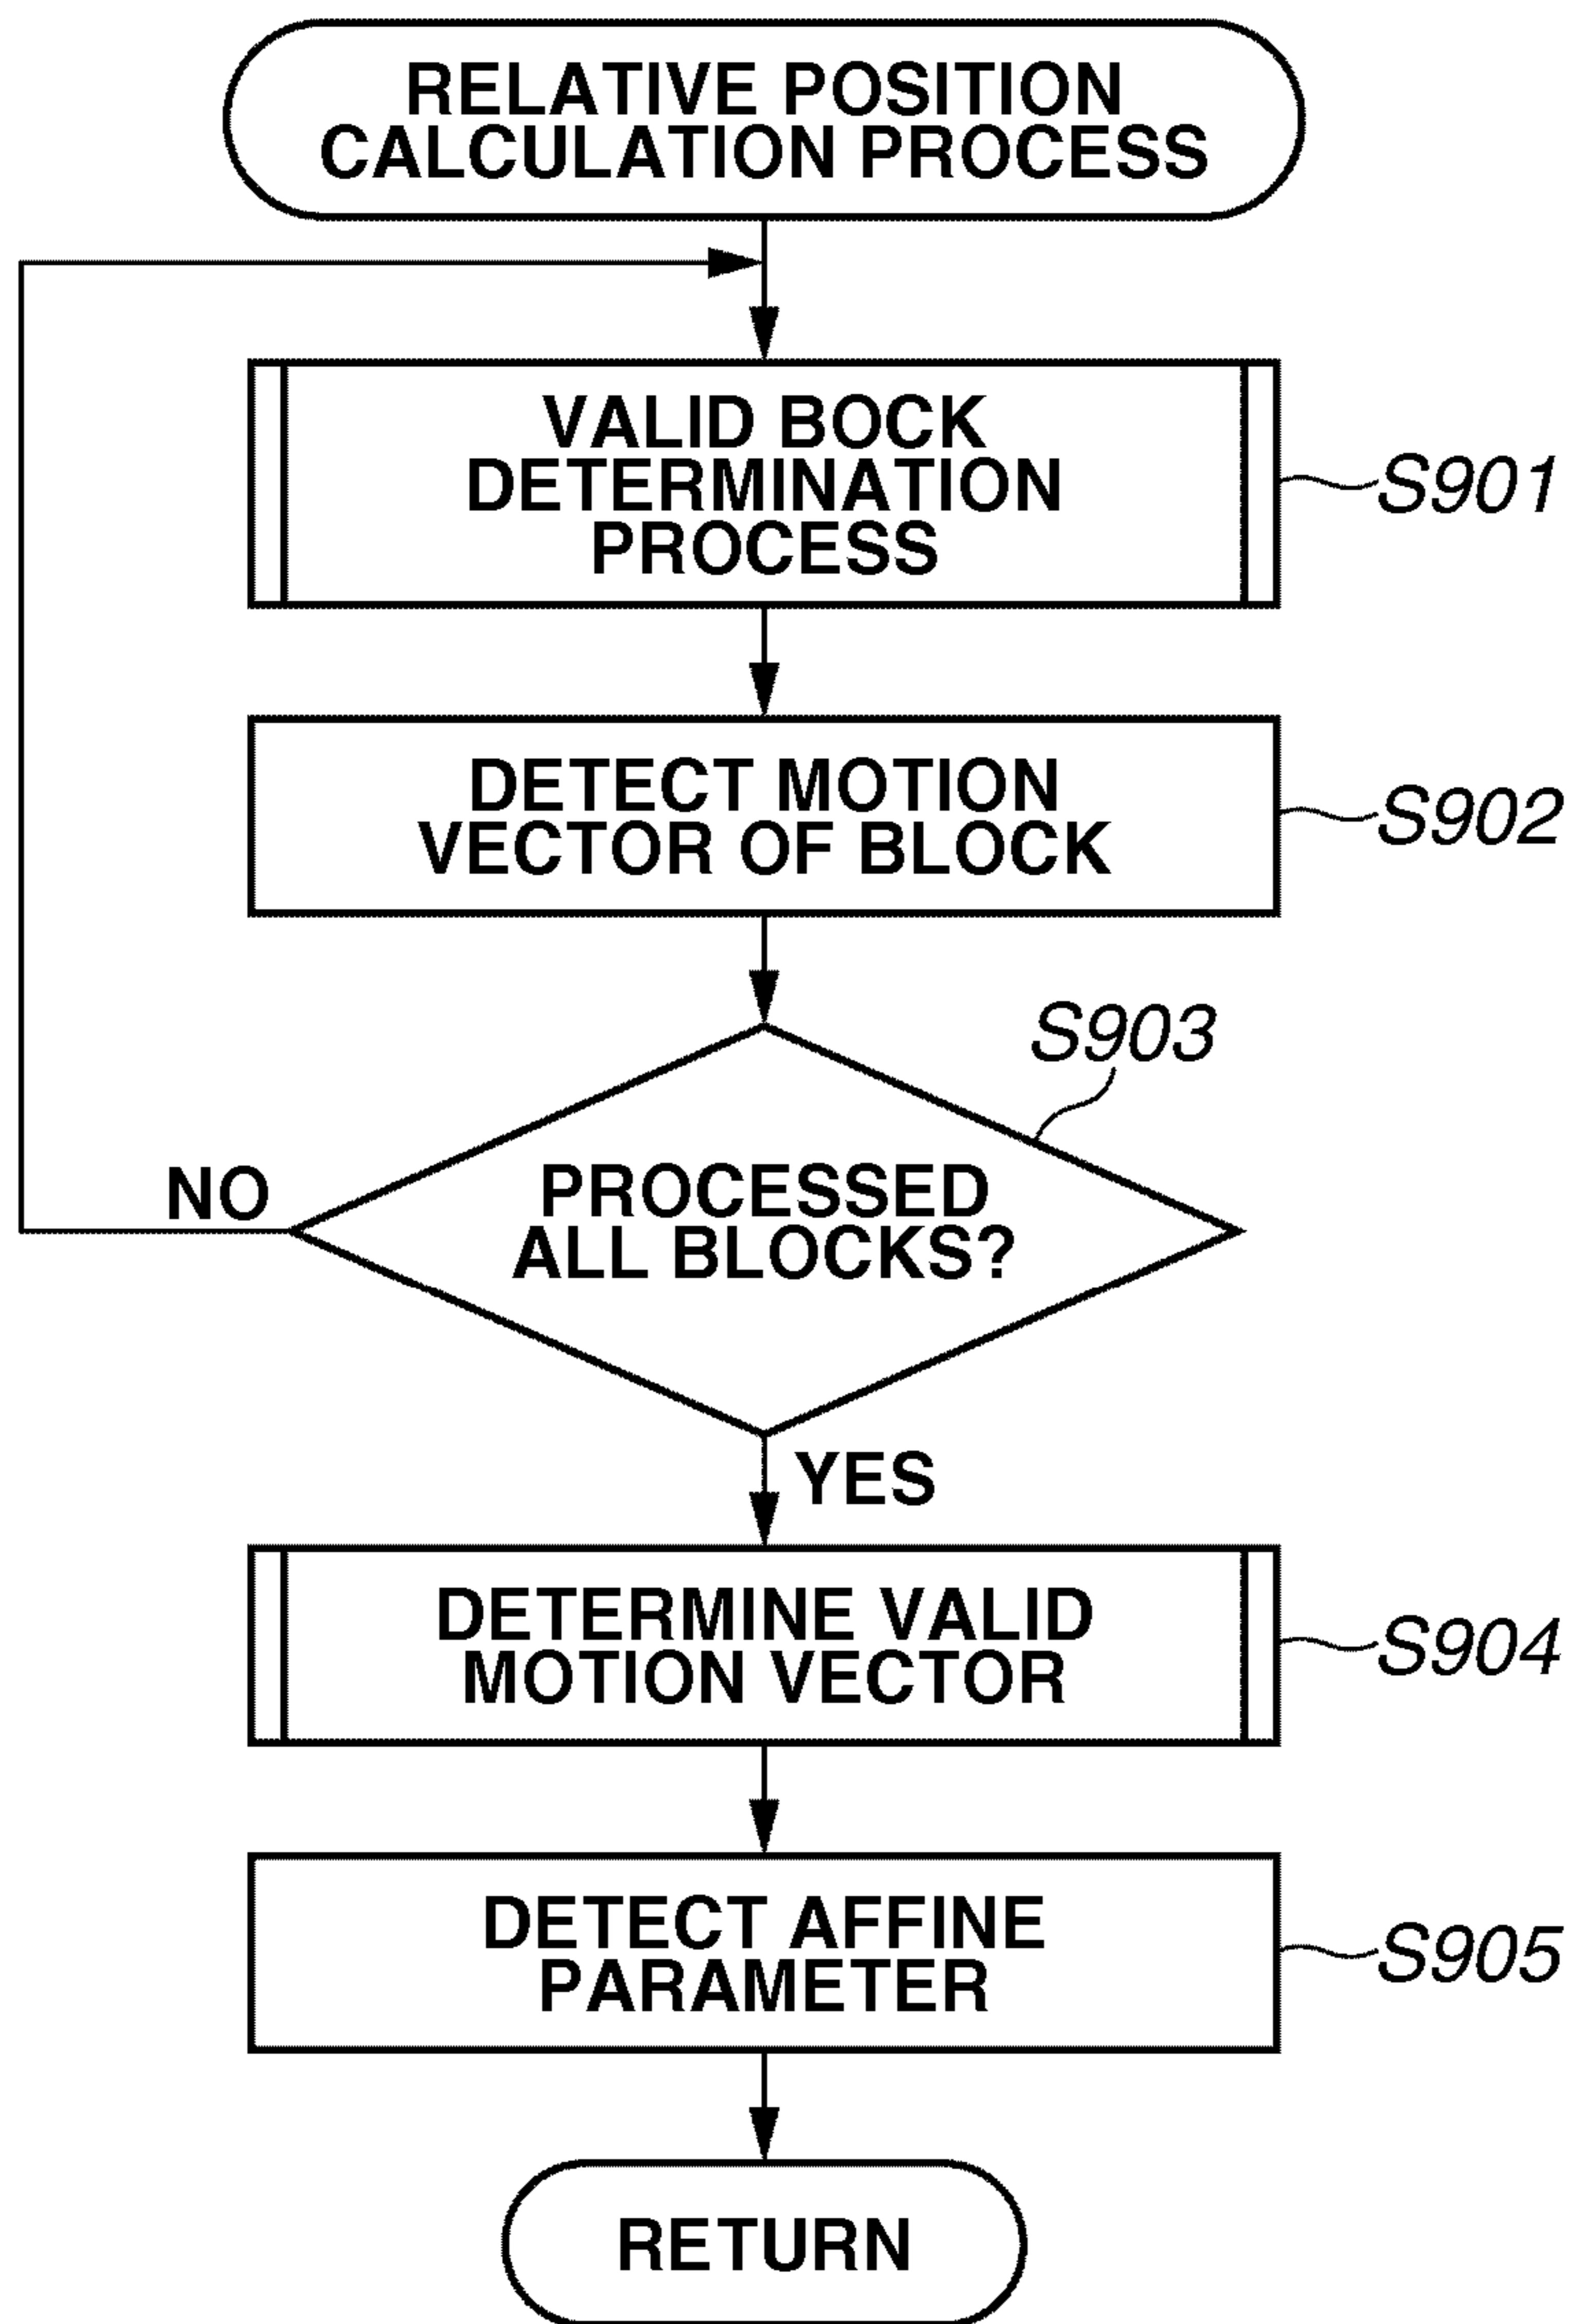 RELATIVE POSITION
CALCULATION PROCESS
VALID BOCK
DETERMINATION
PROCESS
S901
DETECT MOTION
VECTOR OF BLOCK
S902
S903
PROCESSED
ALL BLOCKS?
NO
YES
DETERMINE VALID
MOTION VECTOR
S904
DETECT AFFINE
PARAMETER
S905
RETURN